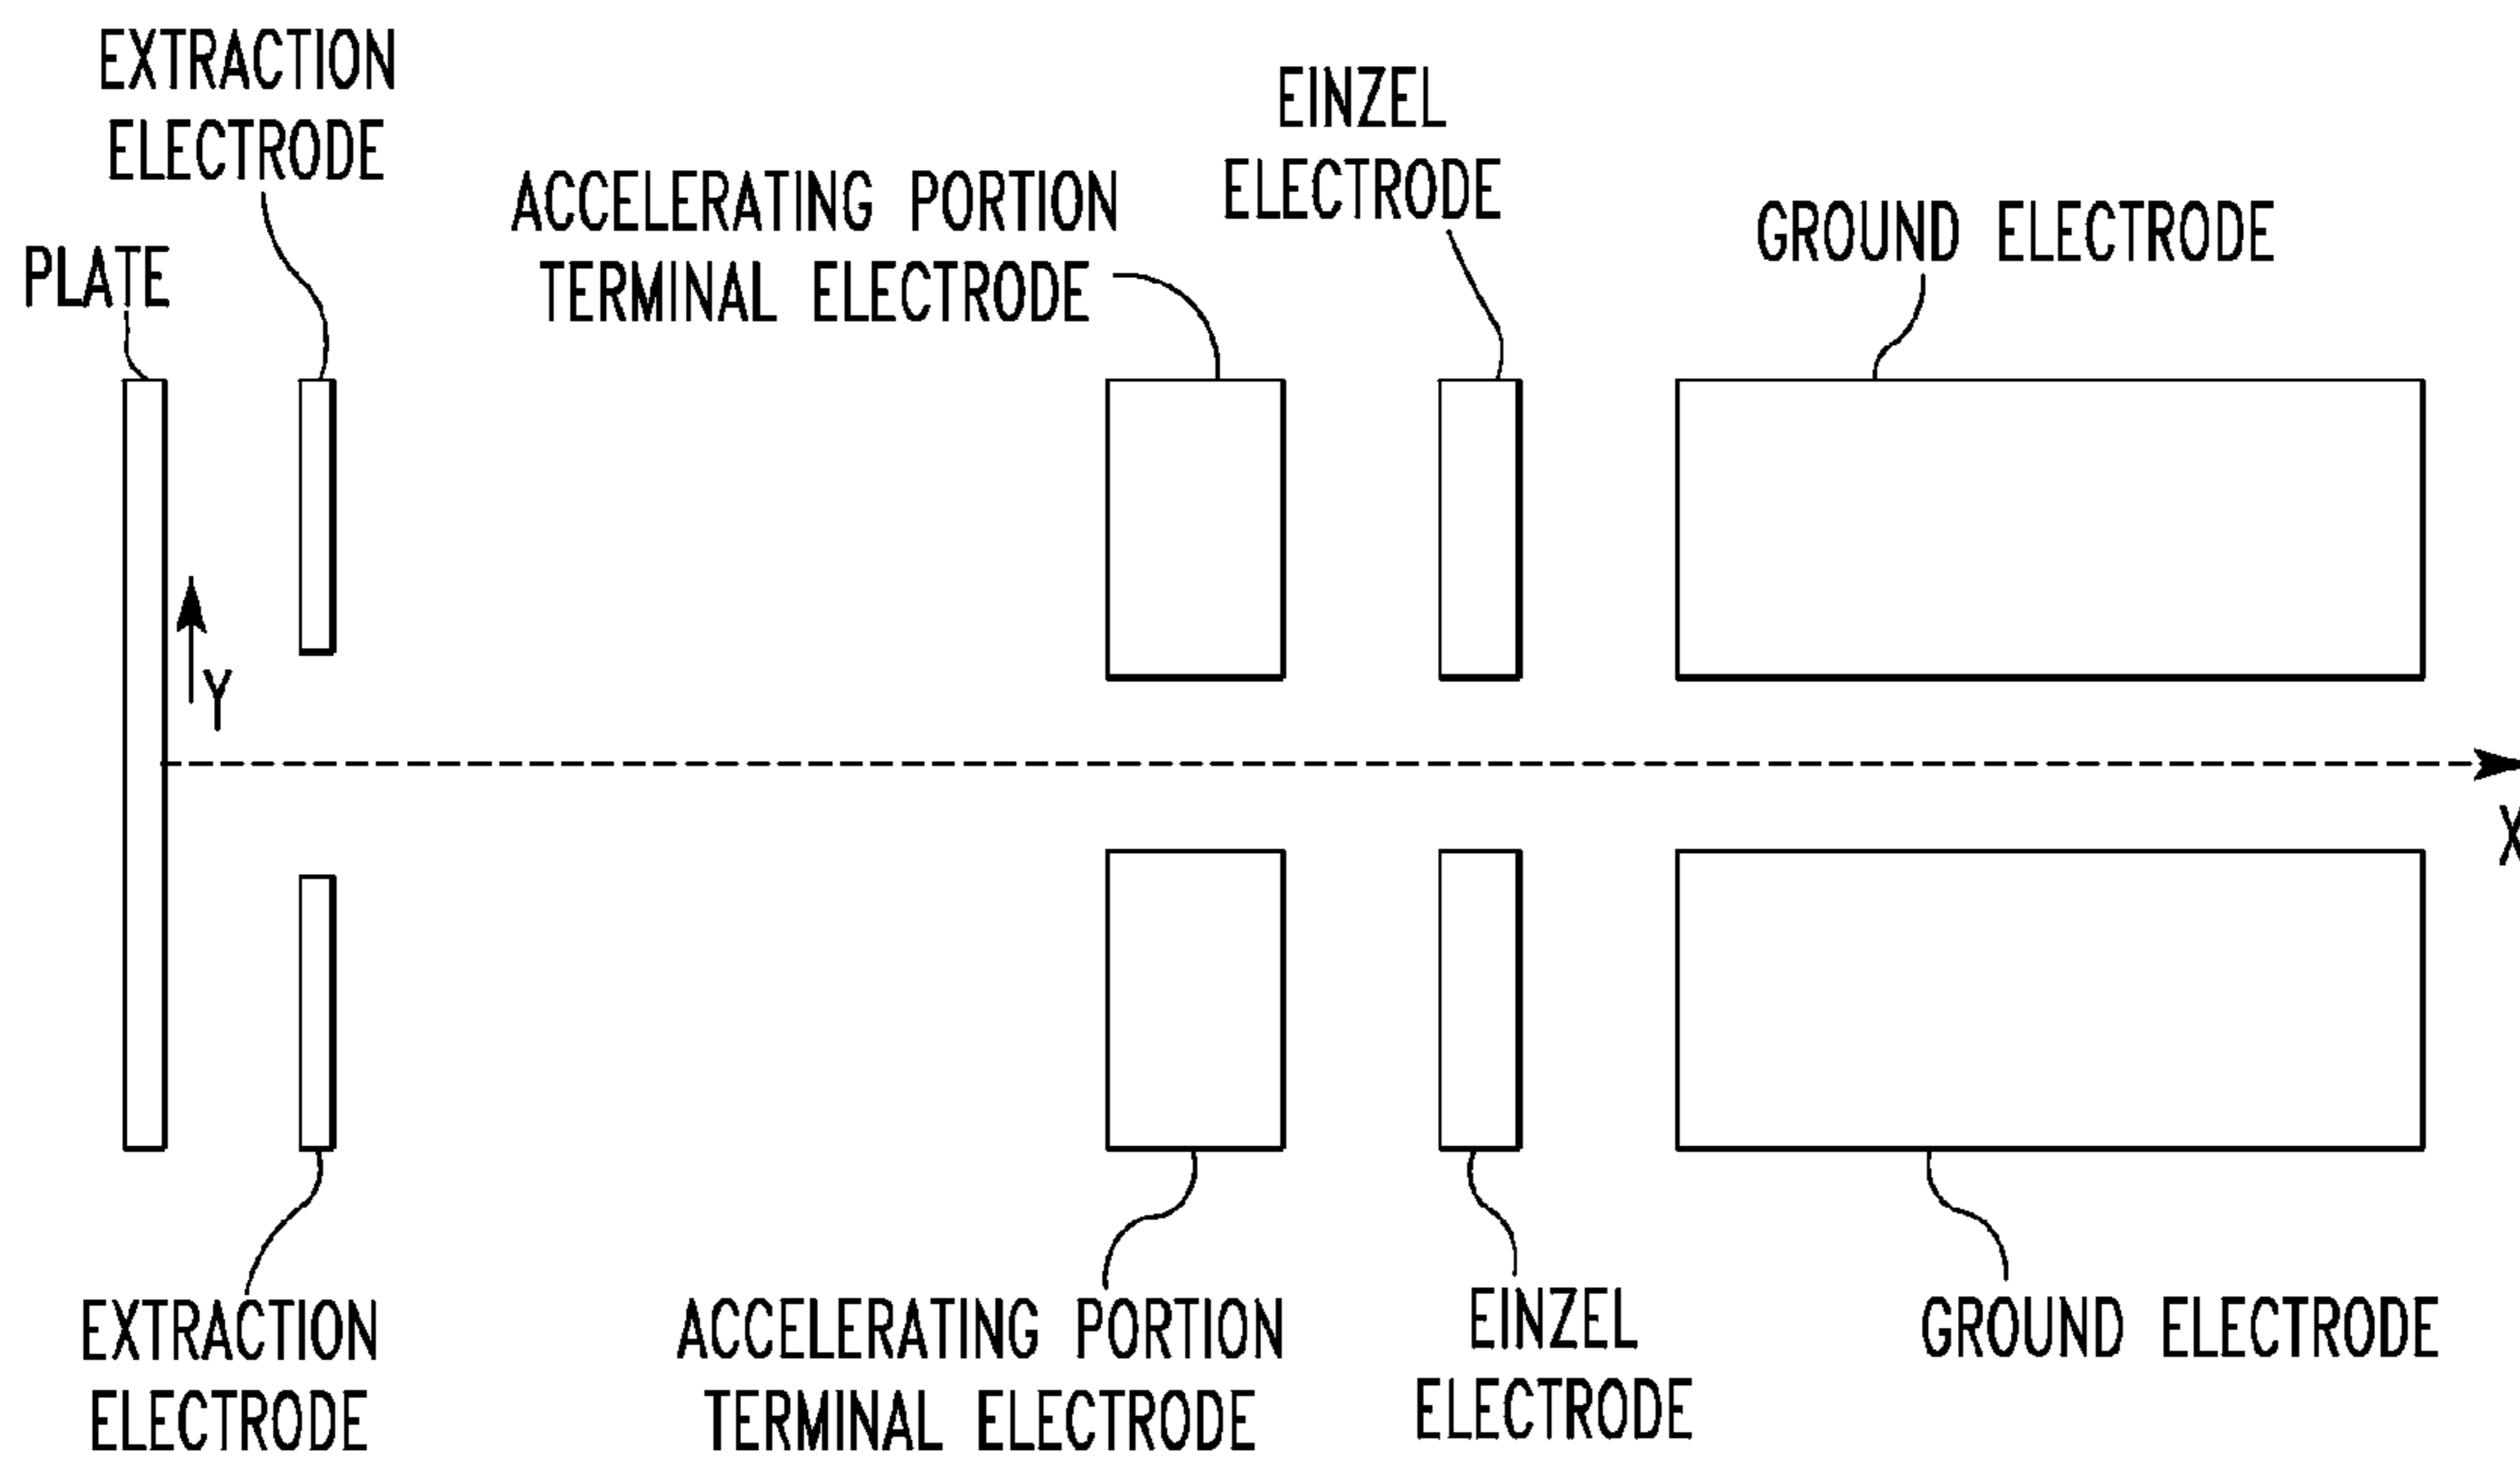 EXTRACTION
ELECTRODE
PLATE
ACCELERATING PORTION
TERMINAL ELECTRODE
EINZEL
ELECTRODE
GROUND ELECTRODE
Y
X
EXTRACTION
ELECTRODE
ACCELERATING PORTION
TERMINAL ELECTRODE
EINZEL
ELECTRODE
GROUND ELECTRODE